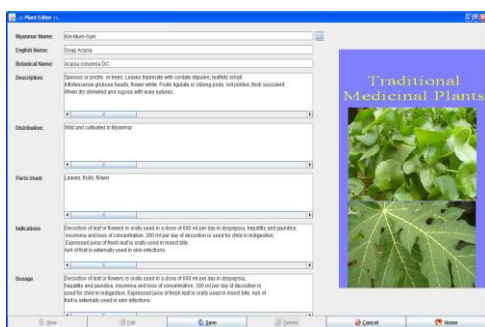 .:: Plant Editor ::.
Myanmar Name:
Kin-Mum-Gyin
English Name:
Soap Acacia
Botanical Name:
Acacia concinna DC
Description:
Spinous or prickly or trees. Leaves bipinnate with cordate stipules; leaflets small.
Inflorescence globose heads; flower white. Fruits ligulate or strong pods, not jointed, thick succulent.
When dry shriveled and rugose with wavy sutures.
Distribution:
Wild and cultivated in Myanmar
Parts Used:
Leaves, fruits, flower
Indications
Decoction of leaf or flowers is orally used in a dose of 600 ml per day in dyspepsia, hepatitis and jaundice,
insomnia and loss of concentration. 300 ml per day of decoction is used for child in indigestion.
Expressed juice of fresh leaf is orally used in insect bite.
Ash of fruit is externally used in skin infections.
Dosage
Decoction of leaf or flowers is orally used in a dose of 600 ml per day in dyspepsia,
hepatitis and jaundice, insomnia and loss of concentration. 300 ml per day of decoction is
used for child in indigestion. Expressed juice of fresh leaf is orally used in insect bite. Ash of
fruit is externally used in skin infections.
Traditional
Medicinal Plants
New
Edit
Save
Delete
Cancel
Home